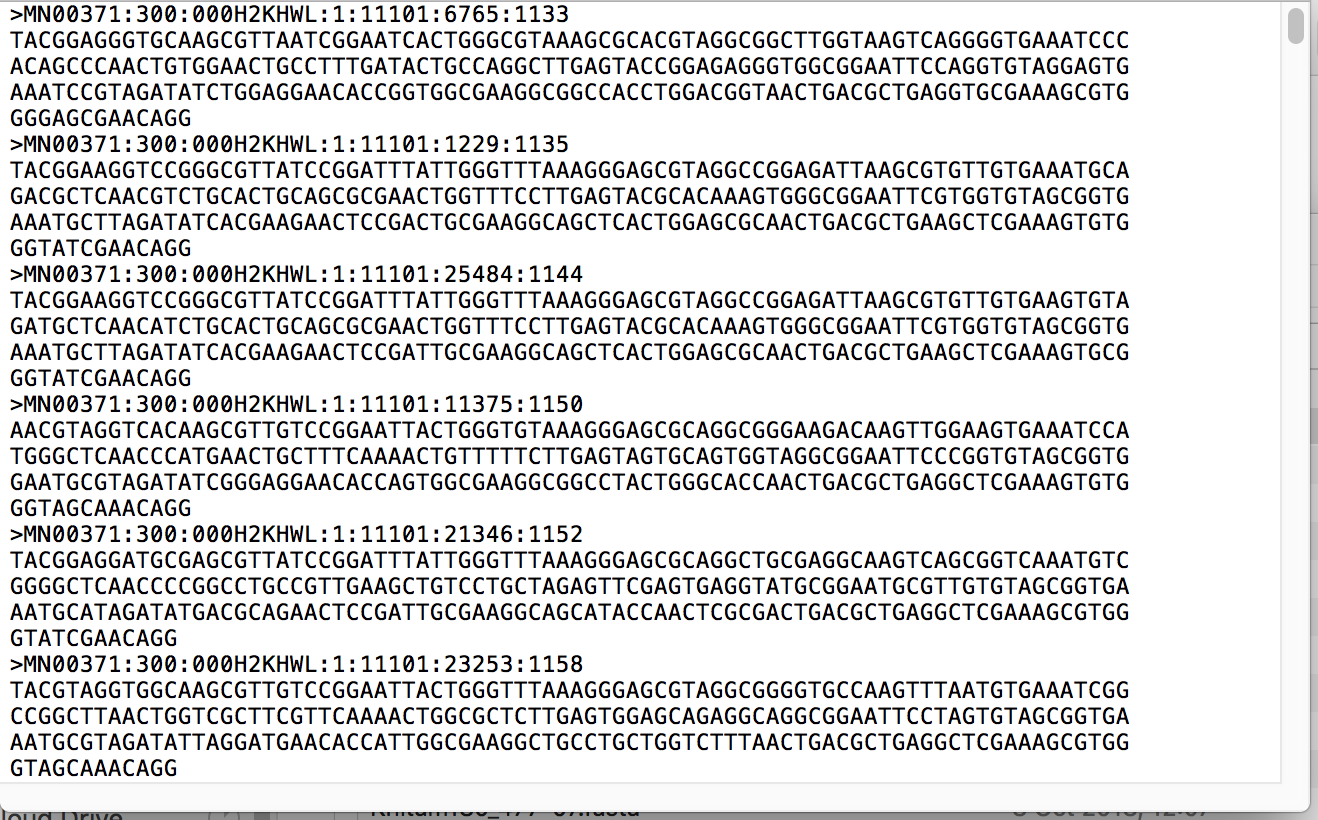 >MN00371:300:000H2KHWL:1:11101:6765:1133
TACGGAGGGTGCAAGCGTTAATCGGAATCACTGGGCGTAAAGCGCACGTAGGCGGCTTGGTAAGTCAGGGGTGAAATCCC
ACAGCCCAACTGTGGAACTGCCTTTGATACTGCCAGGCTTGAGTACCGGAGAGGGTGGCGGAATTCCAGGTGTAGGAGTG
AAATCCGTAGATATCTGGAGGAACACCGGTGGCGAAGGCGGCCACCTGGACGGTAACTGACGCTGAGGTGCGAAAGCGTG
GGGAGCGAACAGG
>MN00371:300:000H2KHWL:1:11101:1229:1135
TACGGAAGGTCCGGGCGTTATCCGGATTTATTGGGTTTAAAGGGAGCGTAGGCCGGAGATTAAGCGTGTTGTGAAATGCA
GACGCTCAACGTCTGCACTGCAGCGCGAACTGGTTTCCTTGAGTACGCACAAAGTGGGCGGAATTCGTGGTGTAGCGGTG
AAATGCTTAGATATCACGAAGAACTCCGACTGCGAAGGCAGCTCACTGGAGCGCAACTGACGCTGAAGCTCGAAAGTGTG
GGTATCGAACAGG
>MN00371:300:000H2KHWL:1:11101:25484:1144
TACGGAAGGTCCGGGCGTTATCCGGATTTATTGGGTTTAAAGGGAGCGTAGGCCGGAGATTAAGCGTGTTGTGAAGTGTA
GATGCTCAACATCTGCACTGCAGCGCGAACTGGTTTCCTTGAGTACGCACAAAGTGGGCGGAATTCGTGGTGTAGCGGTG
AAATGCTTAGATATCACGAAGAACTCCGATTGCGAAGGCAGCTCACTGGAGCGCAACTGACGCTGAAGCTCGAAAGTGCG
GGTATCGAACAGG
>MN00371:300:000H2KHWL:1:11101:11375:1150
AACGTAGGTCACAAGCGTTGTCCGGAATTACTGGGTGTAAAGGGAGCGCAGGCGGGAAGACAAGTTGGAAGTGAAATCCA
TGGGCTCAACCCATGAACTGCTTTCAAAACTGTTTTTCTTGAGTAGTGCAGTGGTAGGCGGAATTCCCGGTGTAGCGGTG
GAATGCGTAGATATCGGGAGGAACACCAGTGGCGAAGGCGGCCTACTGGGCACCAACTGACGCTGAGGCTCGAAAGTGTG
GGTAGCAAACAGG
>MN00371:300:000H2KHWL:1:11101:21346:1152
TACGGAGGATGCGAGCGTTATCCGGATTTATTGGGTTTAAAGGGAGCGCAGGCTGCGAGGCAAGTCAGCGGTCAAATGTC
GGGGCTCAACCCCGGCCTGCCGTTGAAGCTGTCCTGCTAGAGTTCGAGTGAGGTATGCGGAATGCGTTGTGTAGCGGTGA
AATGCATAGATATGACGCAGAACTCCGATTGCGAAGGCAGCATACCAACTCGCGACTGACGCTGAGGCTCGAAAGCGTGG
GTATCGAACAGG
>MN00371:300:000H2KHWL:1:11101:23253:1158
TACGTAGGTGGCAAGCGTTGTCCGGAATTACTGGGTTTAAAGGGAGCGTAGGCGGGGTGCCAAGTTTAATGTGAAATCGG
CCGGCTTAACTGGTCGCTTCGTTCAAAACTGGCGCTCTTGAGTGGAGCAGAGGCAGGCGGAATTCCTAGTGTAGCGGTGA
AATGCGTAGATATTAGGATGAACACCATTGGCGAAGGCTGCCTGCTGGTCTTTAACTGACGCTGAGGCTCGAAAGCGTGG
GTAGCAAACAGG